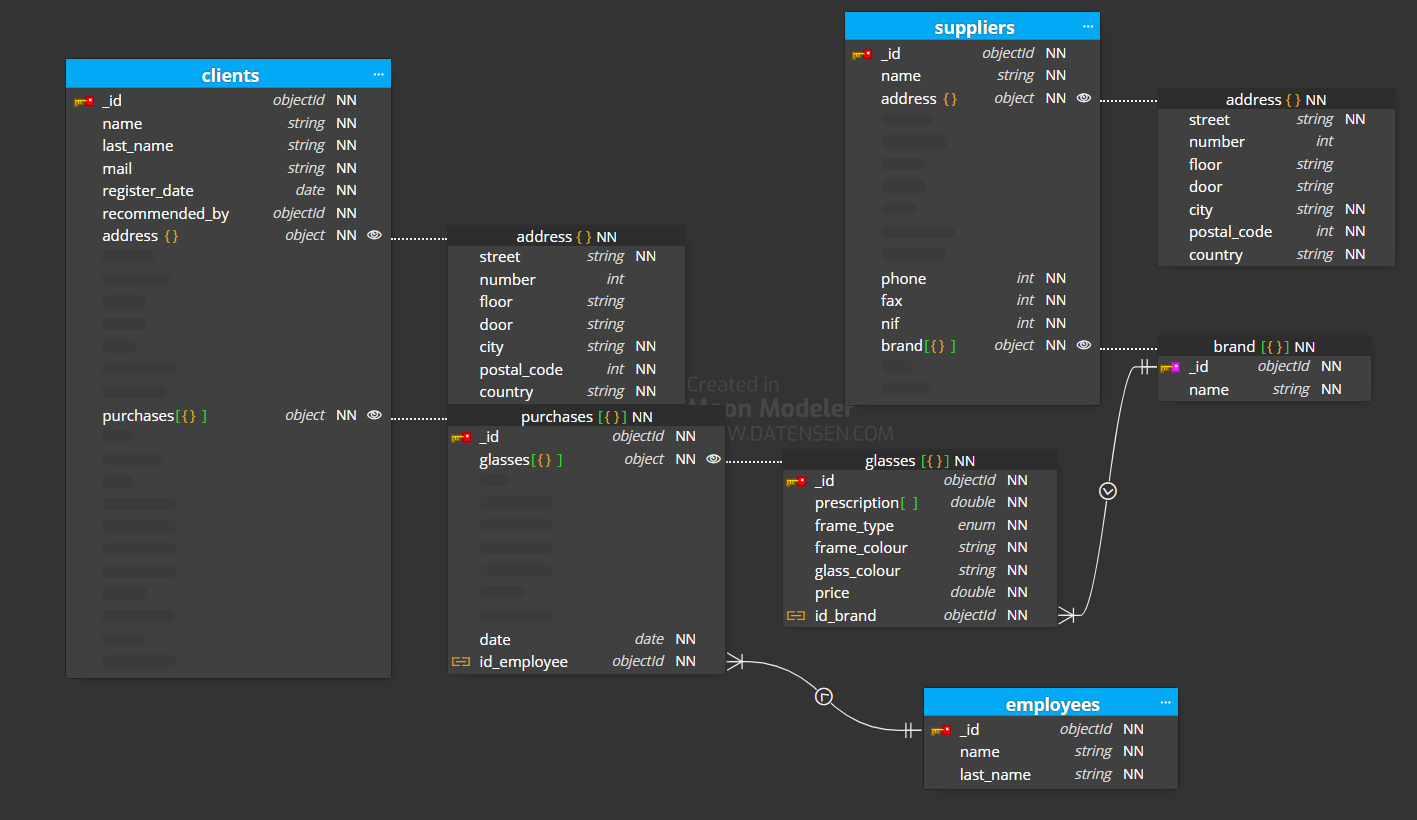 clients ...
_id objectId NN
name string NN
last_name string NN
mail string NN
register_date date NN
recommended_by objectId NN
address {} object NN
purchases[{} ] object NN
address {} NN
street string NN
number int
floor string
door string
city string NN
postal_code int NN
country string NN
purchases [{}] NN
_id objectId NN
glasses[{} ] object NN
date date NN
id_employee objectId NN
suppliers ...
_id objectId NN
name string NN
address {} object NN
phone int NN
fax int NN
nif int NN
brand[{} ] object NN
address {} NN
street string NN
number int
floor string
door string
city string NN
postal_code int NN
country string NN
brand [{}] NN
_id objectId NN
name string NN
Created in
Moon Modeler
WWW.DATENSEN.COM
glasses [{}] NN
_id objectId NN
prescription[ ] double NN
frame_type enum NN
frame_colour string NN
glass_colour string NN
price double NN
id_brand objectId NN
employees ...
_id objectId NN
name string NN
last_name string NN